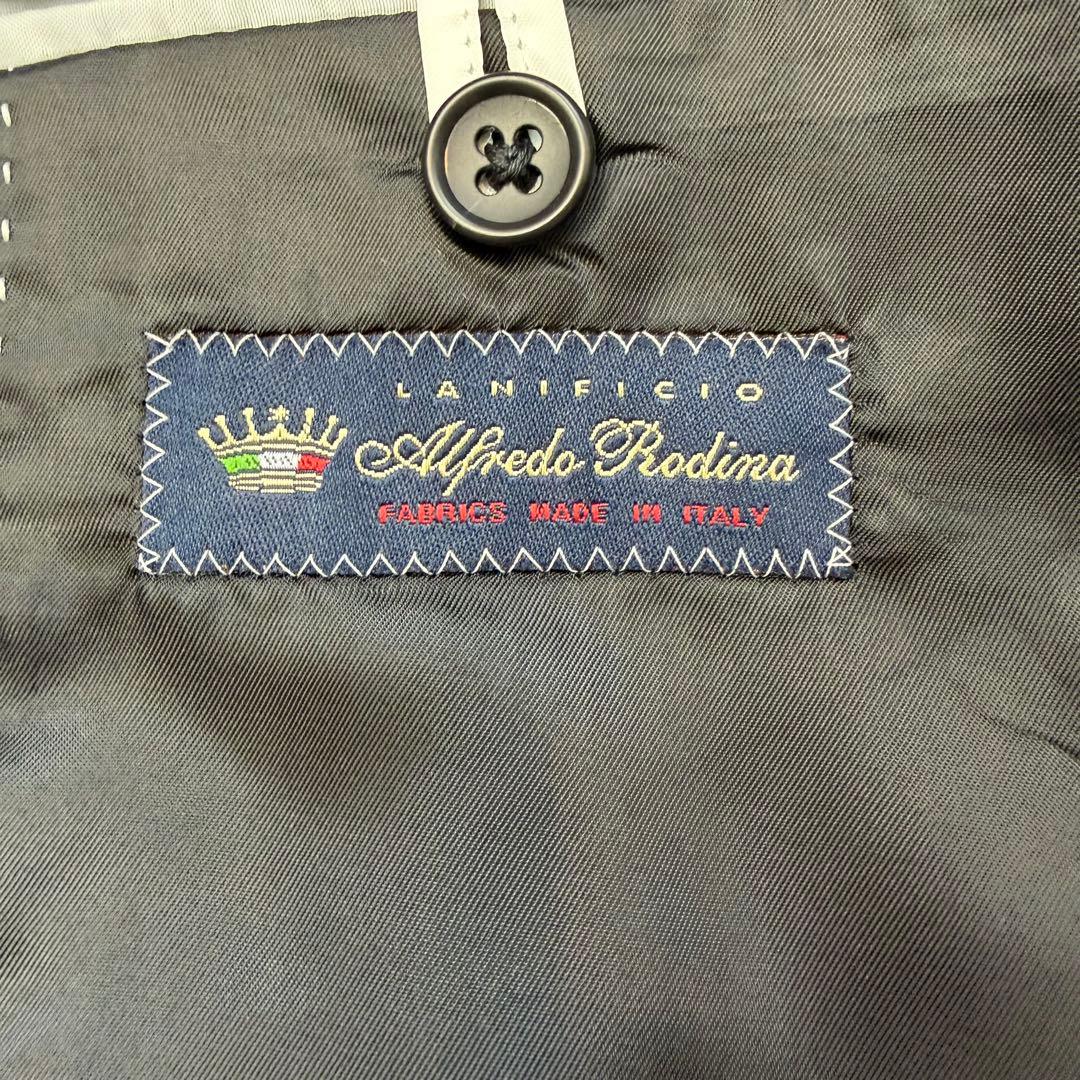 LANIFICIO
Alfredo Rodina
FABRICS MADE IN ITALY